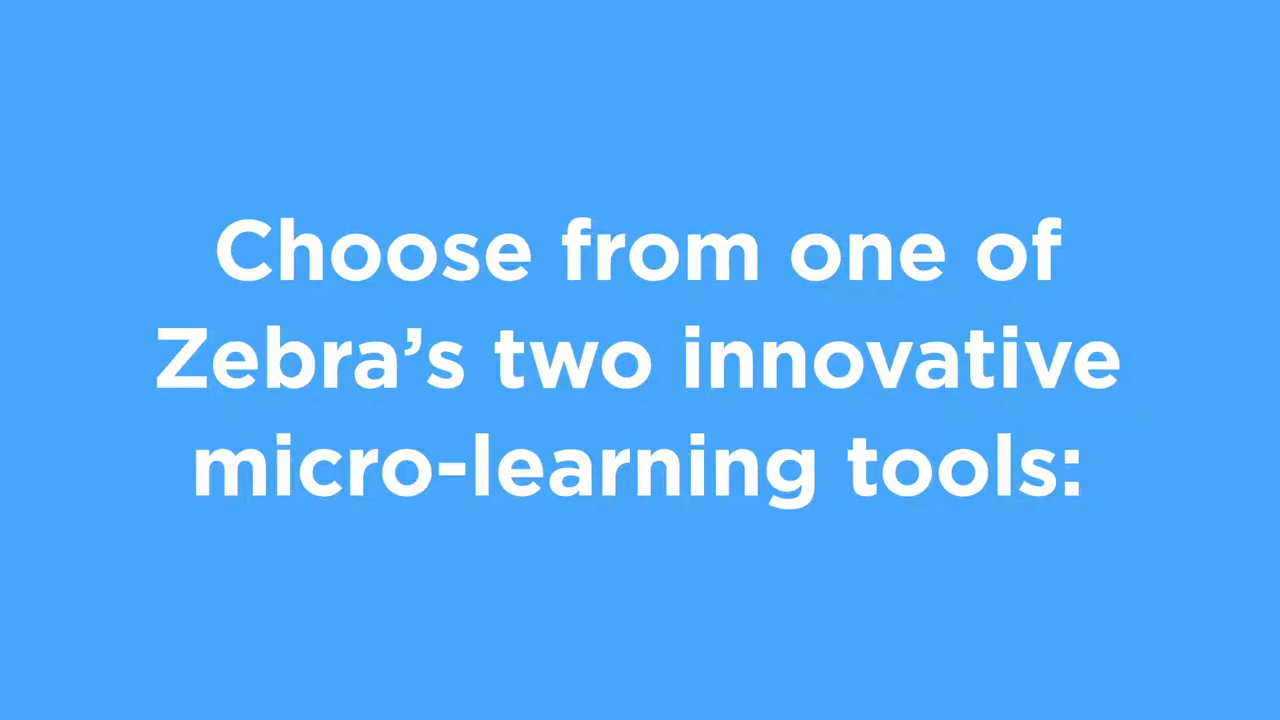 Choose from one of
Zebra’s two innovative
micro-learning tools: